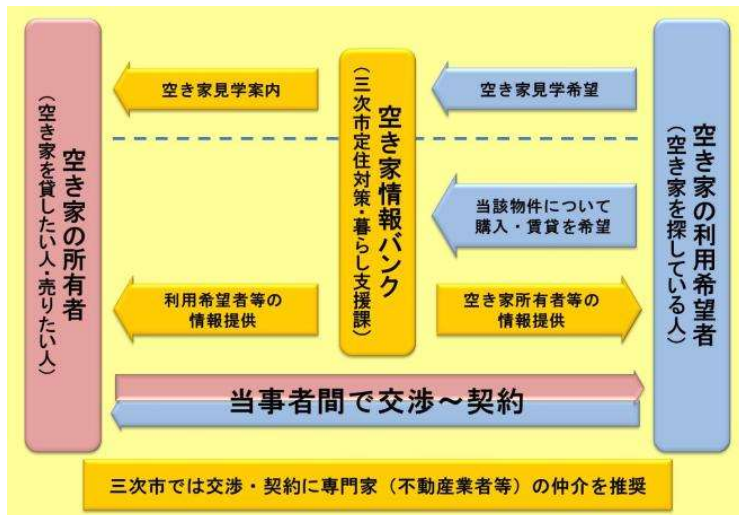 空き家の所有者
（空き家を貸したい人・売りたい人）
空き家見学案内
空き家情報バンク
（三次市定住対策・暮らし支援課）
空き家見学希望
当該物件について
購入・賃貸を希望
利用希望者等の
情報提供
空き家所有者等の
情報提供
空き家の利用希望者
（空き家を探している人）
当事者間で交渉～契約
三次市では交渉・契約に専門家（不動産業者等）の仲介を推奨